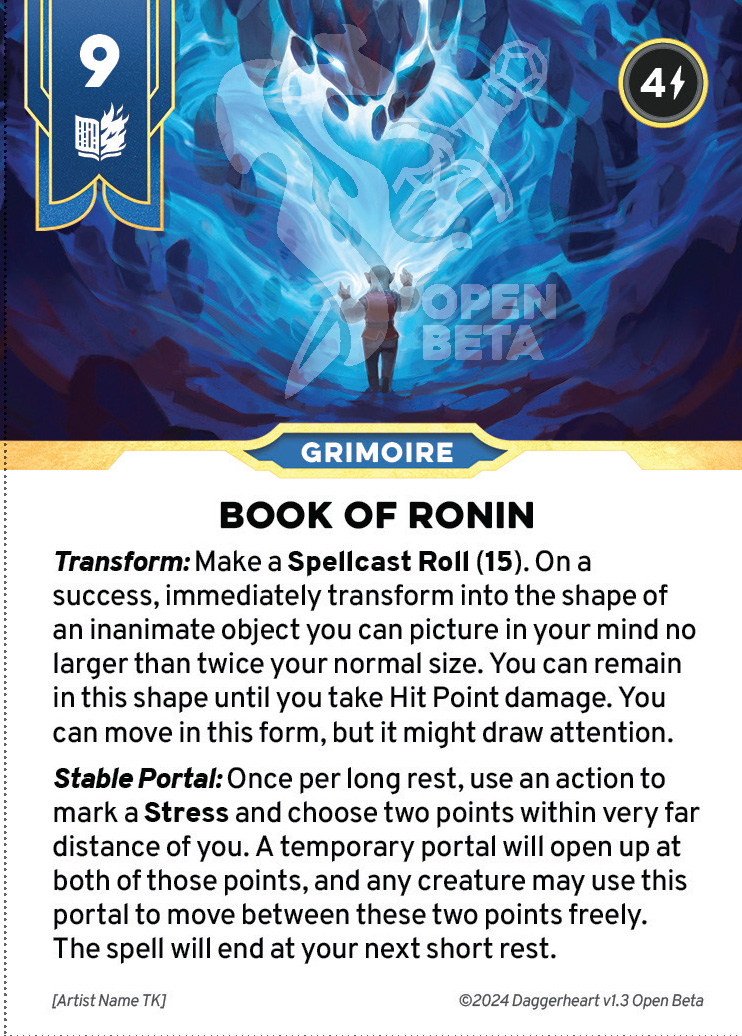 9
4
OPEN
BETA
GRIMOIRE
BOOK OF RONIN
Transform: Make a Spellcast Roll (15). On a
success, immediately transform into the shape of
an inanimate object you can picture in your mind no
larger than twice your normal size. You can remain
in this shape until you take Hit Point damage. You
can move in this form, but it might draw attention.
Stable Portal: Once per long rest, use an action to
mark a Stress and choose two points within very far
distance of you. A temporary portal will open up at
both of those points, and any creature may use this
portal to move between these two points freely.
The spell will end at your next short rest.
[Artist Name TK]
©2024 Daggerheart v1.3 Open Beta